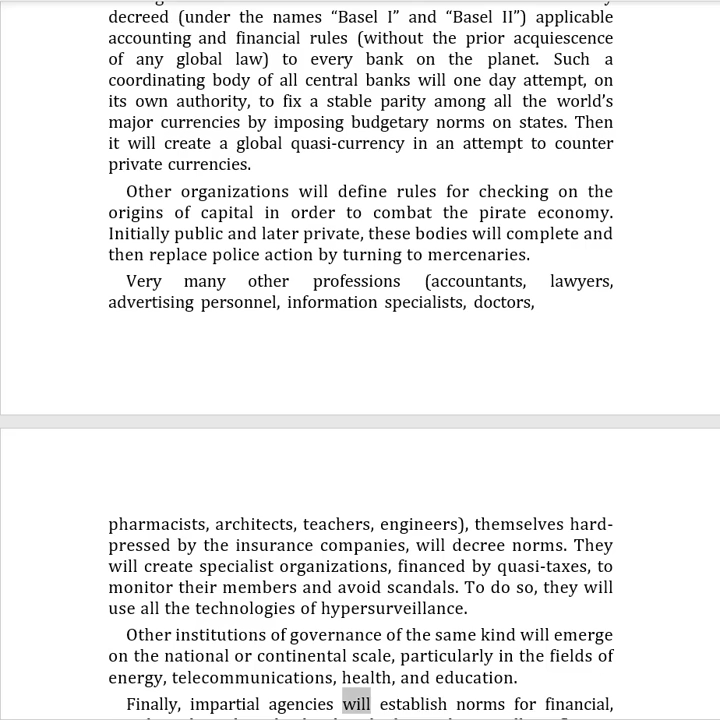 decreed (under the names “Basel I” and “Basel II”) applicable
accounting and financial rules (without the prior acquiescence
of any global law) to every bank on the planet. Such a
coordinating body of all central banks will one day attempt, on
its own authority, to fix a stable parity among all the world’s
major currencies by imposing budgetary norms on states. Then
it will create a global quasi-currency in an attempt to counter
private currencies.
Other organizations will define rules for checking on the
origins of capital in order to combat the pirate economy.
Initially public and later private, these bodies will complete and
then replace police action by turning to mercenaries.
Very many other professions (accountants, lawyers,
advertising personnel, information specialists, doctors,
pharmacists, architects, teachers, engineers), themselves hard-
pressed by the insurance companies, will decree norms. They
will create specialist organizations, financed by quasi-taxes, to
monitor their members and avoid scandals. To do so, they will
use all the technologies of hypersurveillance.
Other institutions of governance of the same kind will emerge
on the national or continental scale, particularly in the fields of
energy, telecommunications, health, and education.
Finally, impartial agencies will establish norms for financial,